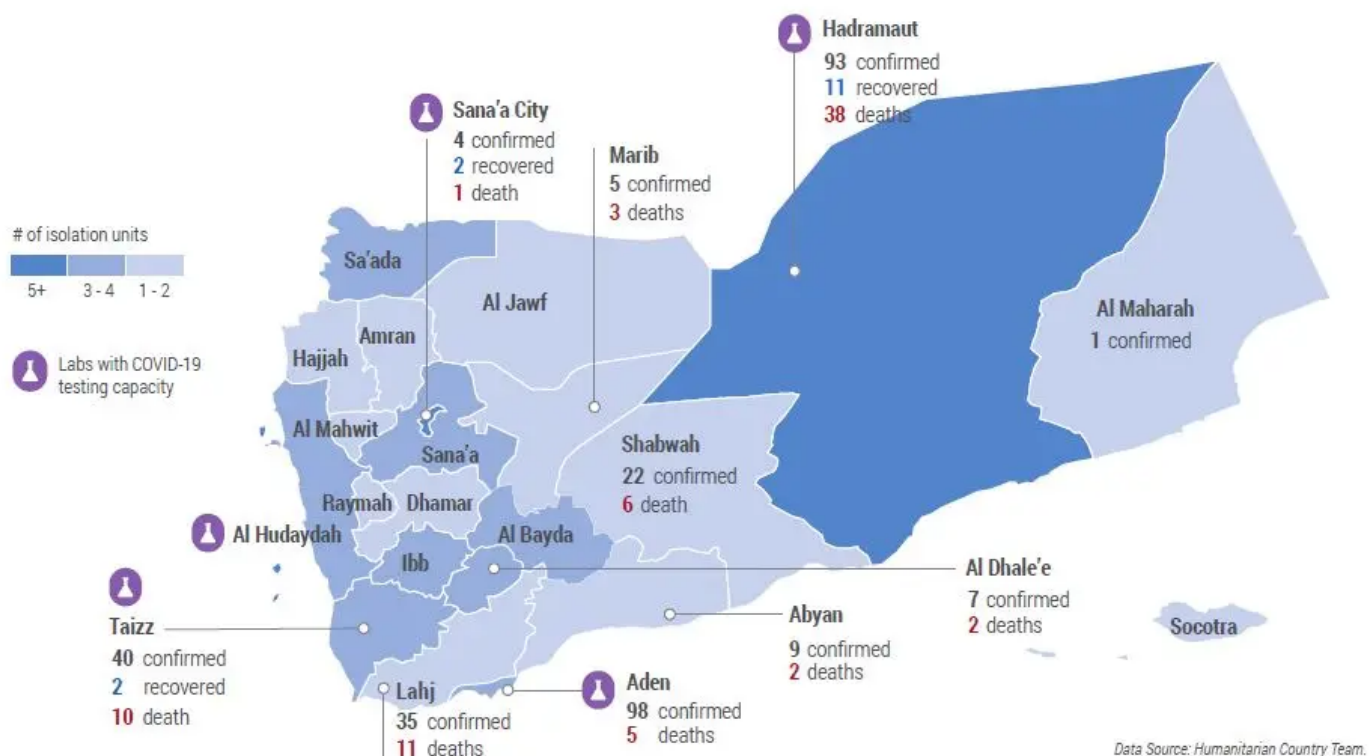 Hadramaut
93 confirmed
11 recovered
38 deaths
Sana'a City
4 confirmed
2 recovered
1 death
Marib
5 confirmed
3 deaths
# of isolation units
5+ 3 - 4 1 - 2
Labs with COVID-19
testing capacity
Sa'ada
Al Jawf
Amran
Hajjah
Al Maharah
1 confirmed
Al Mahwit
Sana'a
Shabwah
22 confirmed
6 death
Raymah
Dhamar
Al Hudaydah
Al Bayda
Ibb
Al Dhale'e
7 confirmed
2 deaths
Taizz
40 confirmed
2 recovered
10 death
Abyan
9 confirmed
2 deaths
Socotra
Lahj
35 confirmed
11 deaths
Aden
98 confirmed
5 deaths
Data Source: Humanitarian Country Team,